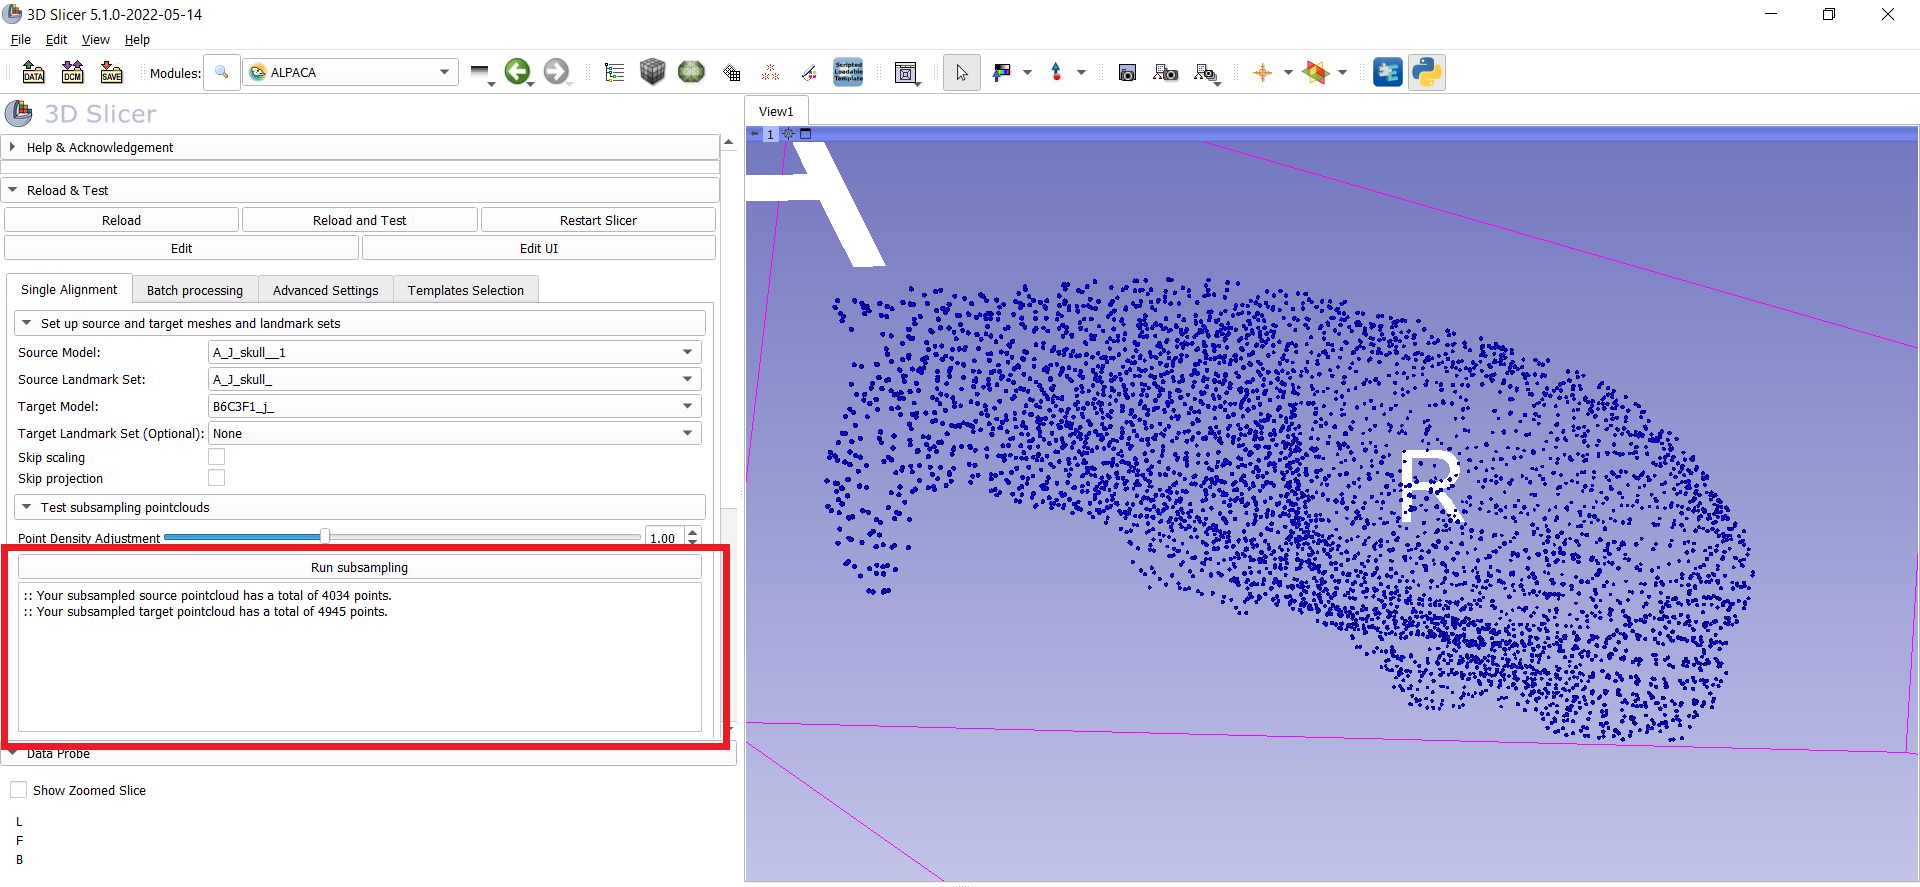 3D Slicer 5.1.0-2022-05-14
File Edit View Help
DATA DCM SAVE Modules: ALPACA Scripted Loadable Template
3D Slicer
Help & Acknowledgement
Reload & Test
Reload Reload and Test Restart Slicer
Edit Edit UI
Single Alignment Batch processing Advanced Settings Templates Selection
Set up source and target meshes and landmark sets
Source Model: A_J_skull__1
Source Landmark Set: A_J_skull_
Target Model: B6C3F1_j_
Target Landmark Set (Optional): None
Skip scaling
Skip projection
Test subsampling pointclouds
Point Density Adjustment 1.00
Run subsampling
:: Your subsampled source pointcloud has a total of 4034 points.
:: Your subsampled target pointcloud has a total of 4945 points.
Data Probe
Show Zoomed Slice
L
F
B
View1
1
R